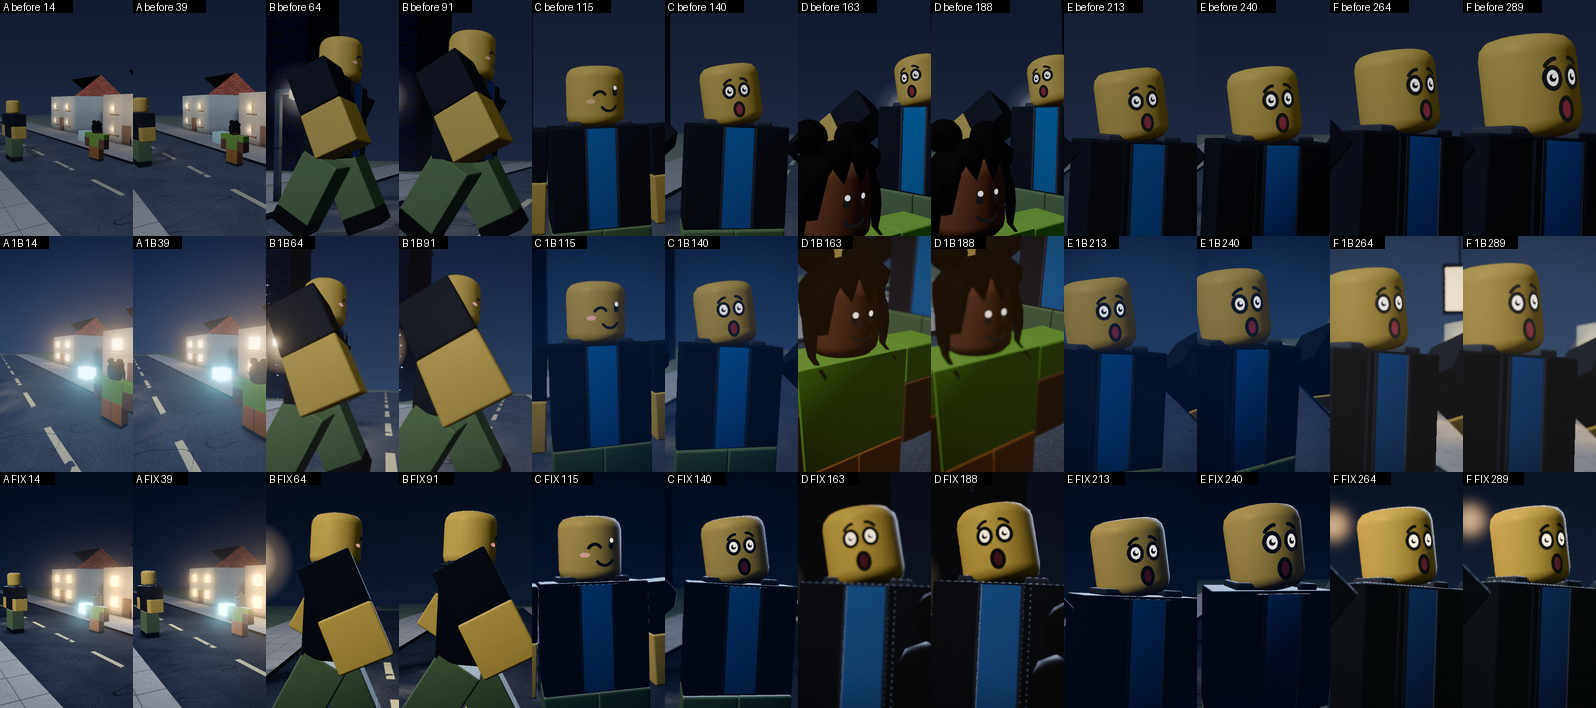 A before 14
A before 39
B before 64
B before 91
C before 115
C before 140
D before 163
D before 188
E before 213
E before 240
F before 264
F before 289
A 1B 14
A 1B 39
B 1B 64
B 1B 91
C 1B 115
C 1B 140
D 1B 163
D 1B 188
E 1B 213
E 1B 240
F 1B 264
F 1B 289
A FIX 14
A FIX 39
B FIX 64
B FIX 91
C FIX 115
C FIX 140
D FIX 163
D FIX 188
E FIX 213
E FIX 240
F FIX 264
F FIX 289